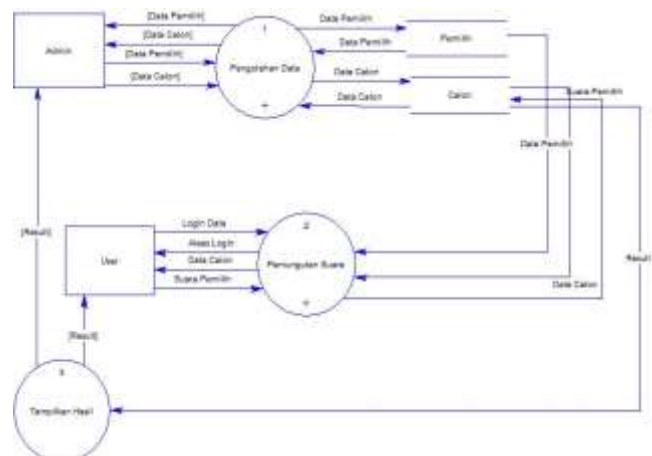 [Data Pemilih]
[Data Calon]
[Data Pemilih]
[Data Calon]
Admin
1
Pengolahan Data
+
Data Pemilih
Data Pemilih
Data Calon
Data Calon
Pemilih
Calon
Suara Pemilih
Data Pemilih
[Result]
Login Data
Akses Login
Data Calon
Suara Pemilih
User
2
Pemungutan Suara
+
Result
Data Calon
[Result]
3
Tampilkan Hasil